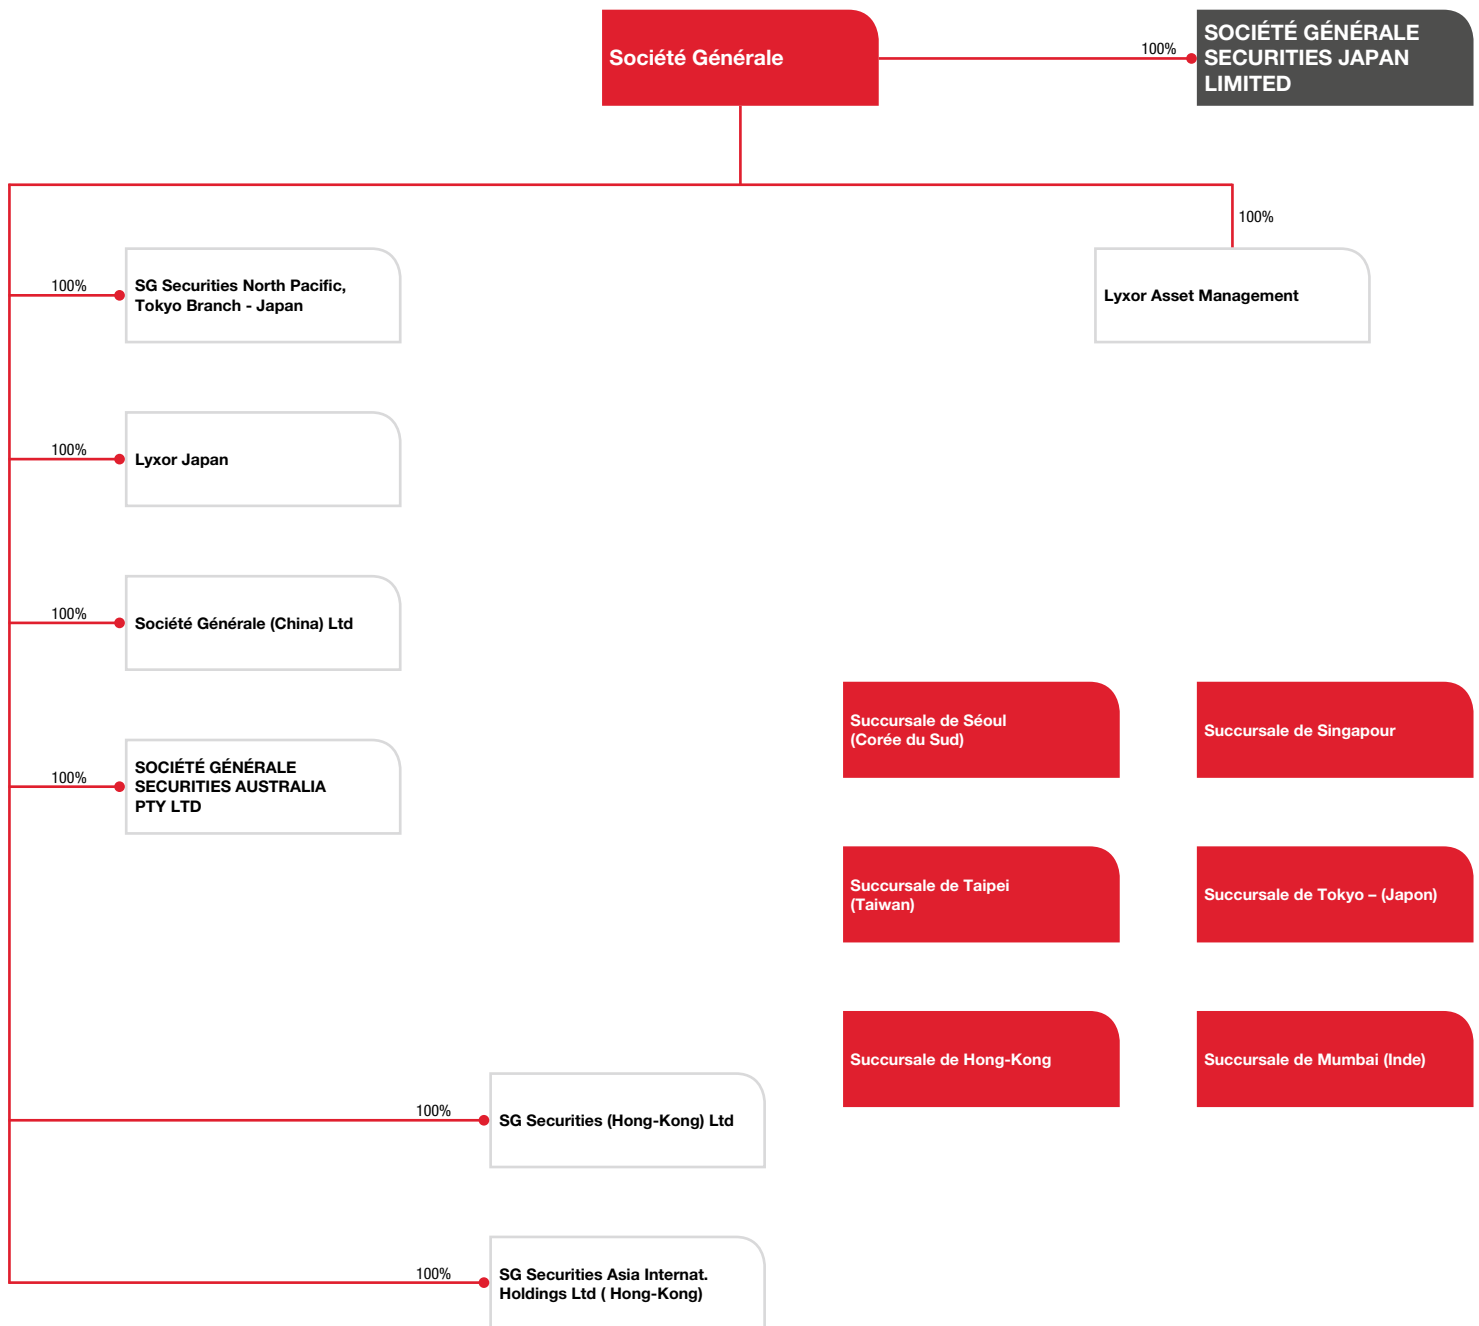 Société Générale
100%
SOCIÉTÉ GÉNÉRALE
SECURITIES JAPAN
LIMITED
100%
100%
SG Securities North Pacific,
Tokyo Branch - Japan
Lyxor Asset Management
100%
Lyxor Japan
100%
Société Générale (China) Ltd
Succursale de Séoul
(Corée du Sud)
Succursale de Singapour
100%
SOCIÉTÉ GÉNÉRALE
SECURITIES AUSTRALIA
PTY LTD
Succursale de Taipei
(Taiwan)
Succursale de Tokyo – (Japon)
Succursale de Hong-Kong
Succursale de Mumbai (Inde)
100%
SG Securities (Hong-Kong) Ltd
100%
SG Securities Asia Internat.
Holdings Ltd ( Hong-Kong)